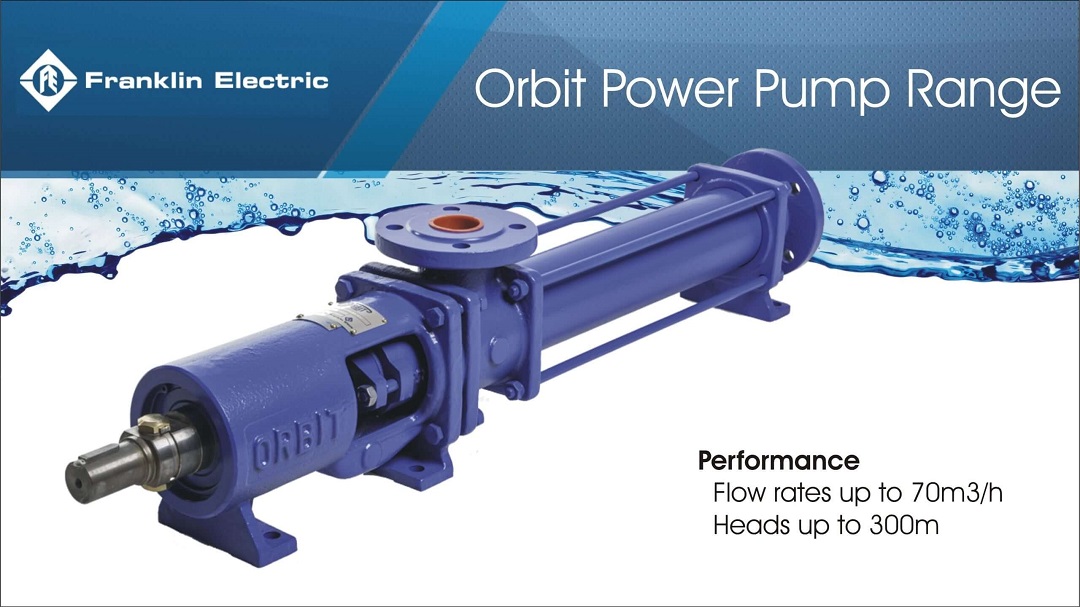 Franklin Electric
Orbit Power Pump Range
ORBIT
Performance
Flow rates up to 70m3/h
Heads up to 300m